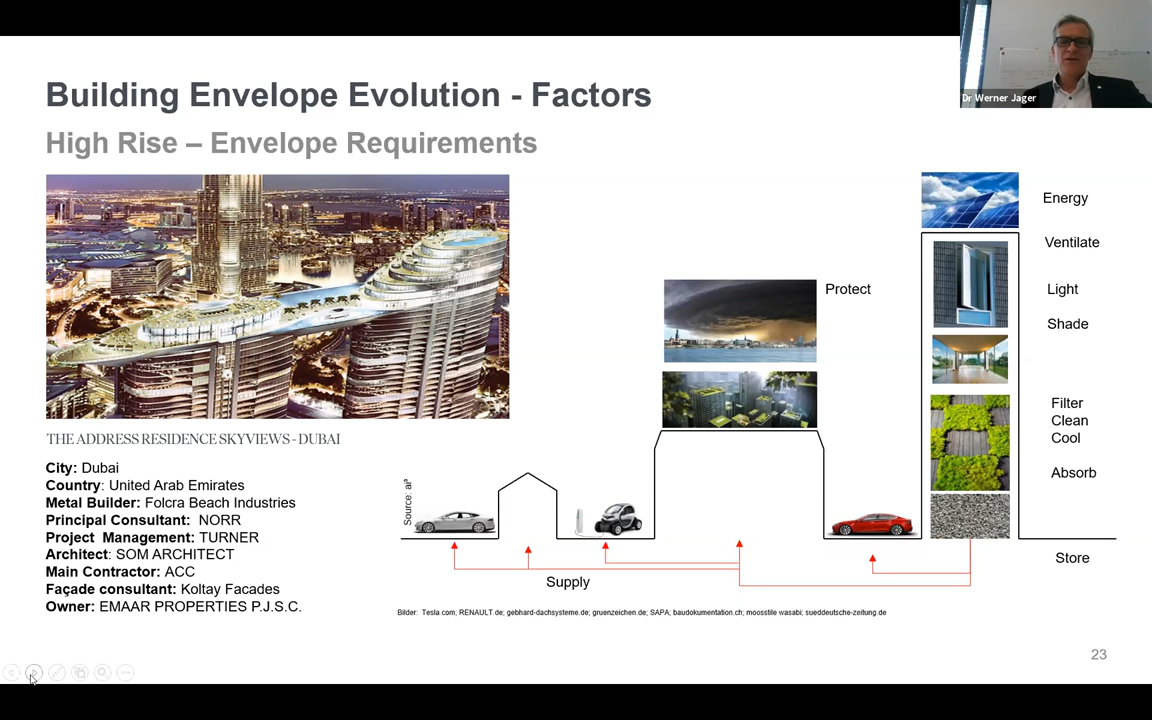 Dr Werner Jager
Building Envelope Evolution - Factors
High Rise – Envelope Requirements
THE ADDRESS RESIDENCE SKYVIEWS - DUBAI
City: Dubai
Country: United Arab Emirates
Metal Builder: Folcra Beach Industries
Principal Consultant: NORR
Project Management: TURNER
Architect: SOM ARCHITECT
Main Contractor: ACC
Façade consultant: Koltay Facades
Owner: EMAAR PROPERTIES P.J.S.C.
Source: ai³
Supply
Protect
Energy
Ventilate
Light
Shade
Filter
Clean
Cool
Absorb
Store
Bilder: Tesla.com; RENAULT.de; gebhard-dachsysteme.de; gruenzeichen.de; SAPA; baudokumentation.ch; moosstile wasabi; sueddeutsche-zeitung.de
23